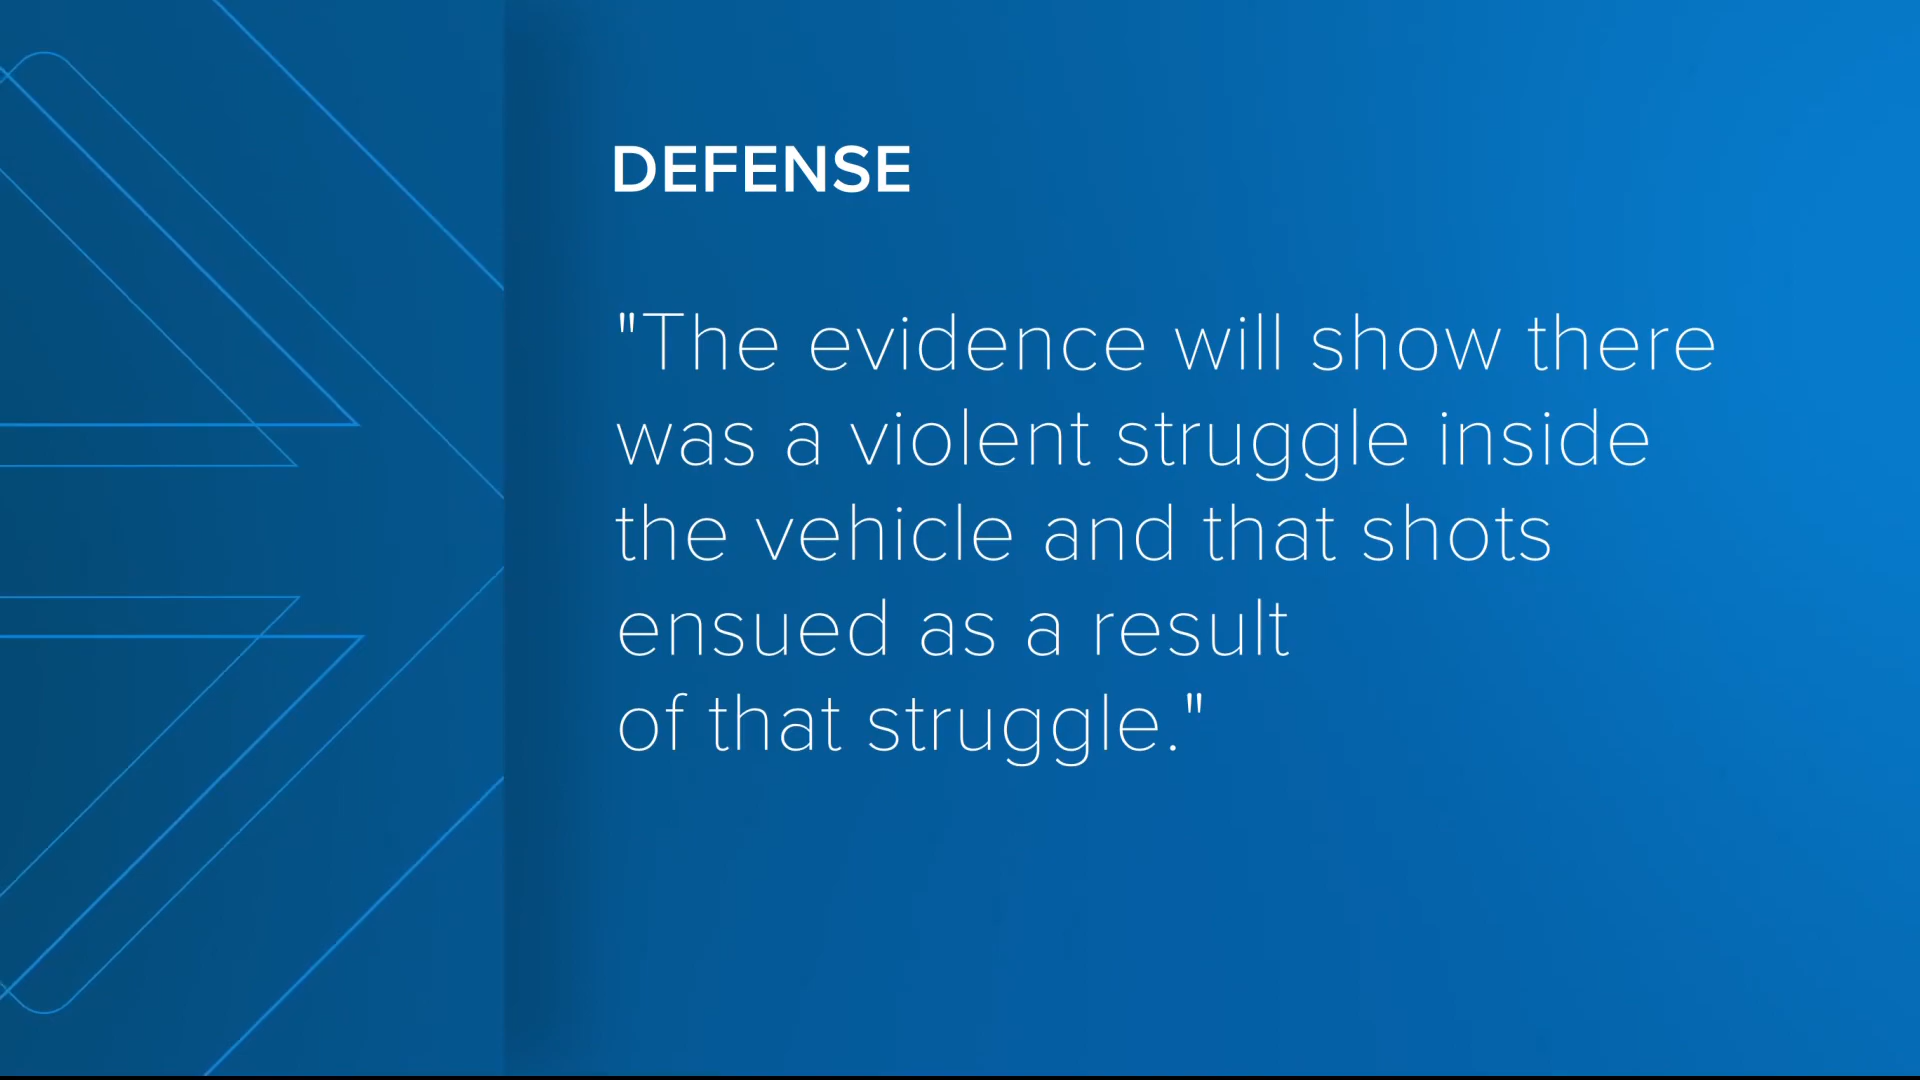 DEFENSE
"The evidence will show there
was a violent struggle inside
the vehicle and that shots
ensued as a result
of that struggle."